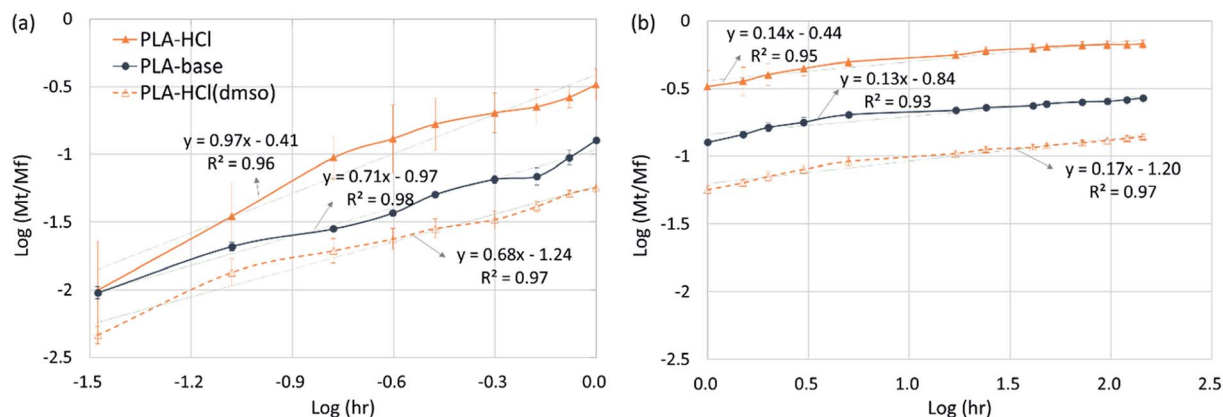 (a)
PLA-HCl
PLA-base
PLA-HCl(dmso)
y = 0.97x - 0.41
R² = 0.96
y = 0.71x - 0.97
R² = 0.98
y = 0.68x - 1.24
R² = 0.97
Log (Mt/Mf)
0
-0.5
-1
-1.5
-2
-2.5
-1.5 -1.2 -0.9 -0.6 -0.3 0.0
Log (hr)
(b)
y = 0.14x - 0.44
R² = 0.95
y = 0.13x - 0.84
R² = 0.93
y = 0.17x - 1.20
R² = 0.97
Log (Mt/Mf)
0
-0.5
-1
-1.5
-2
-2.5
0.0 0.5 1.0 1.5 2.0 2.5
Log (hr)